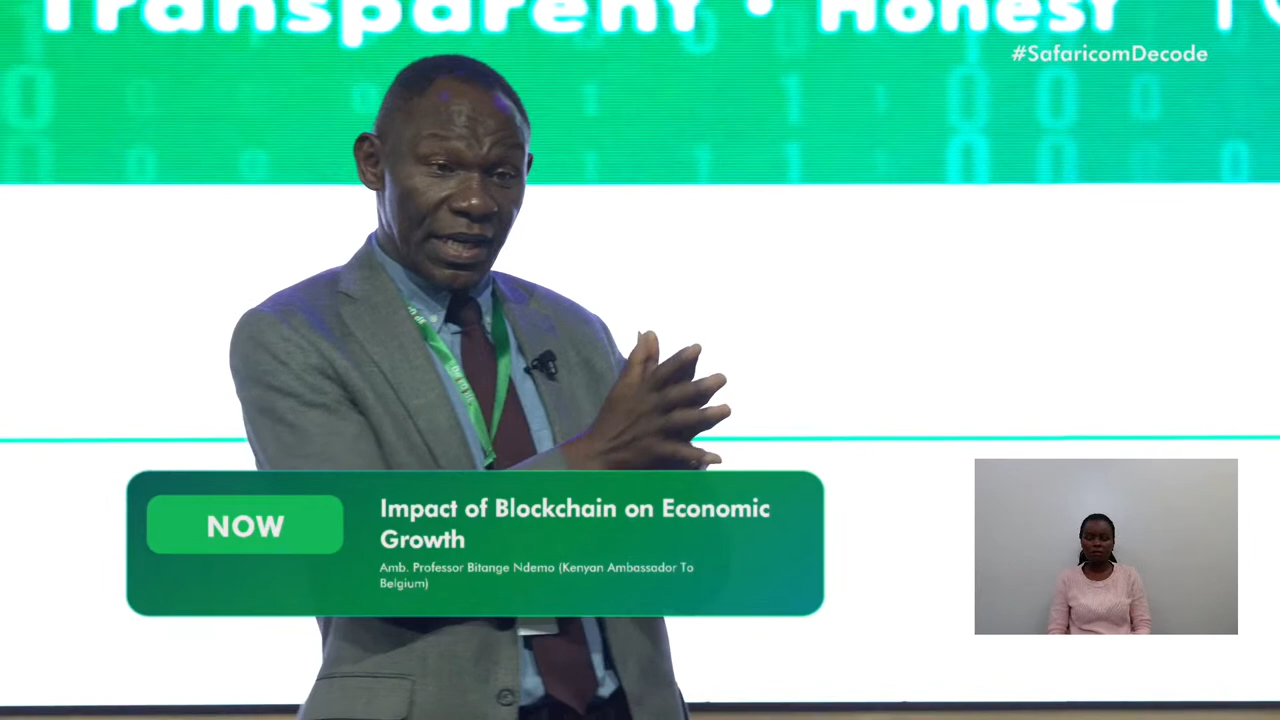 Transparent • Honest
#SafaricomDecode
NOW
Impact of Blockchain on Economic
Growth
Amb. Professor Bitange Ndemo (Kenyan Ambassador To
Belgium)